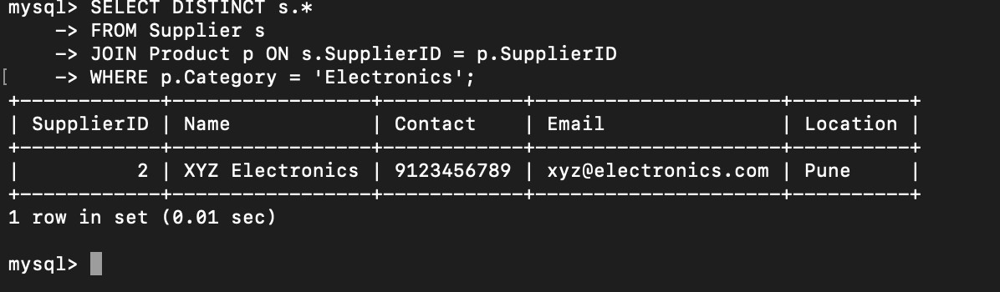 mysql> SELECT DISTINCT s.*
    -> FROM Supplier s
    -> JOIN Product p ON s.SupplierID = p.SupplierID
[    -> WHERE p.Category = 'Electronics';
+------------+-----------------+------------+---------------------+----------+
| SupplierID | Name            | Contact    | Email               | Location |
+------------+-----------------+------------+---------------------+----------+
|          2 | XYZ Electronics | 9123456789 | xyz@electronics.com | Pune     |
+------------+-----------------+------------+---------------------+----------+
1 row in set (0.01 sec)
mysql>